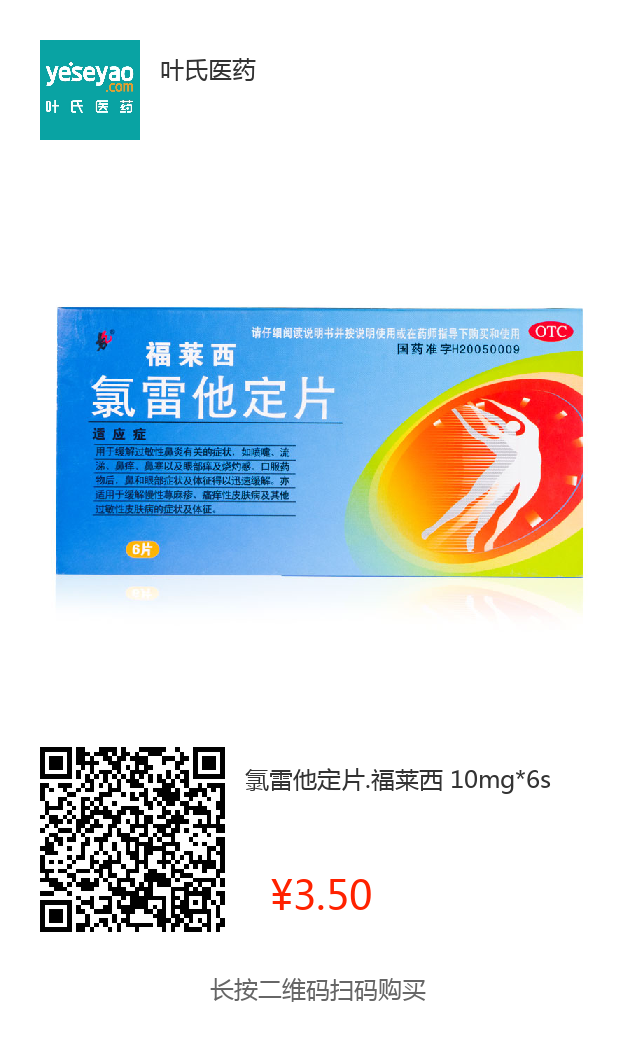 yeseyao
.com
叶氏医药
叶氏医药
请仔细阅读说明书并按说明使用或在药师指导下购买和使用
OTC
国药准字H20050009
福莱西
氯雷他定片
适应症
用于缓解过敏性鼻炎有关的症状，如喷嚏、流
涕、鼻痒、鼻塞以及眼部痒及烧灼感。口服药
物后，鼻和眼部症状及体征得以迅速缓解。亦
适用于缓解慢性荨麻疹、瘙痒性皮肤病及其他
过敏性皮肤病的症状及体征。
6片
氯雷他定片.福莱西 10mg*6s
¥3.50
长按二维码扫码购买